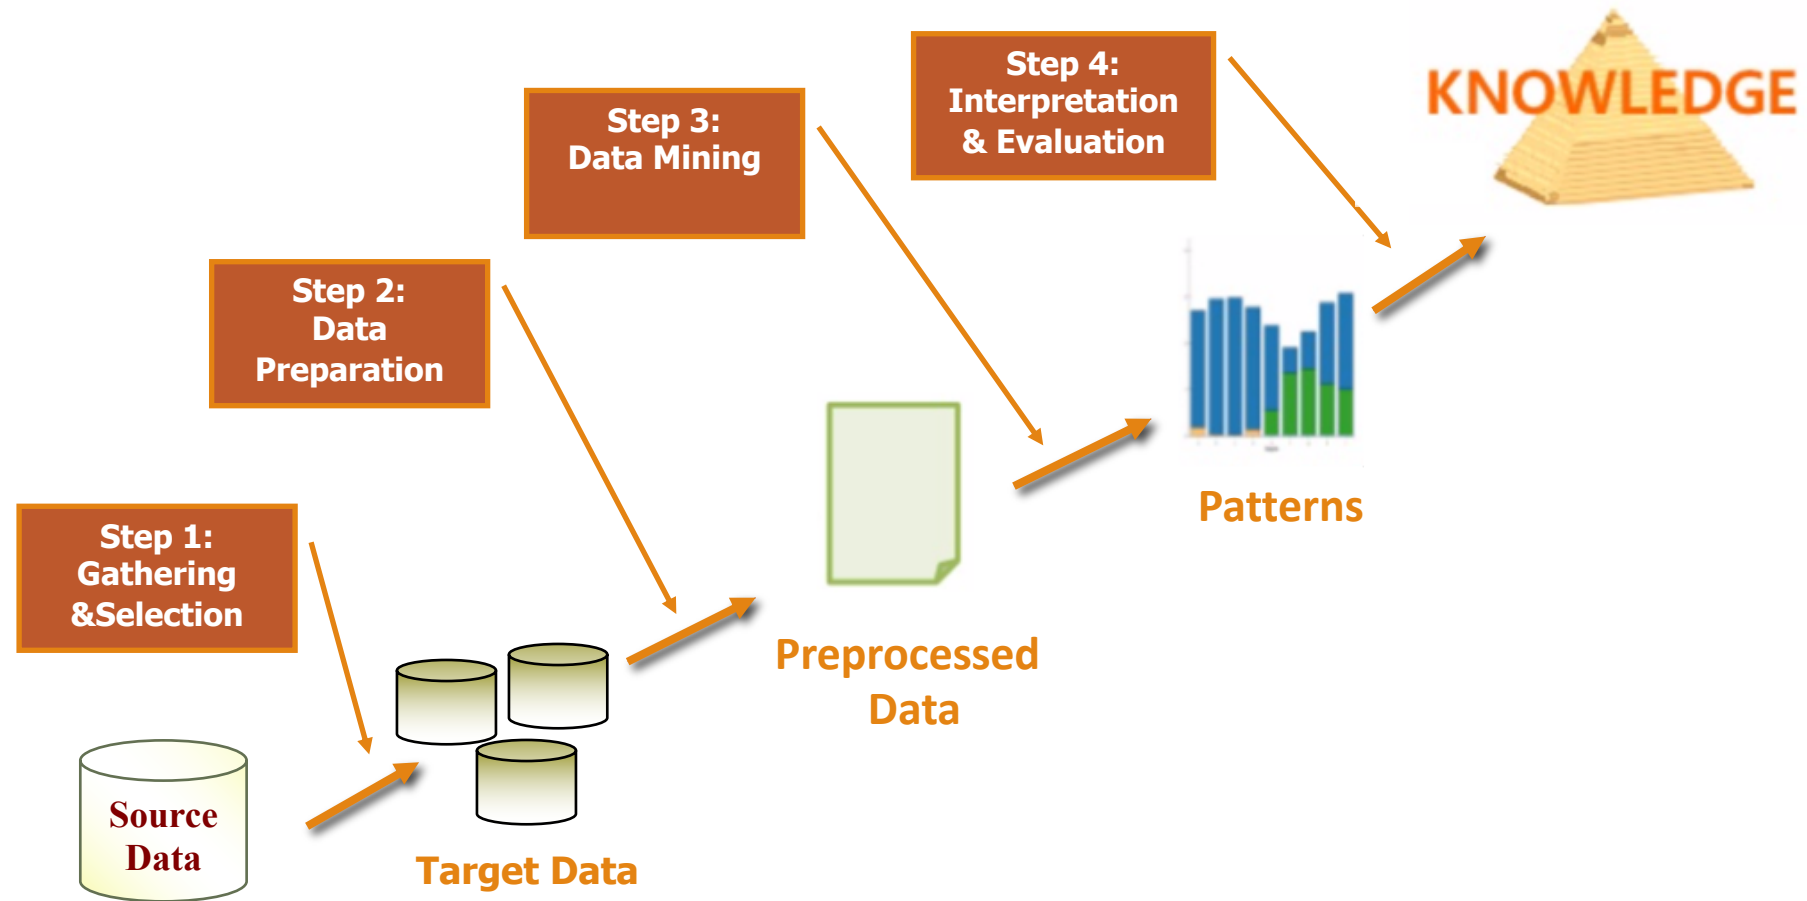 Step 1:
Gathering
&Selection
Step 2:
Data
Preparation
Step 3:
Data Mining
Step 4:
Interpretation
& Evaluation
KNOWLEDGE
Source
Data
Target Data
Preprocessed
Data
Patterns